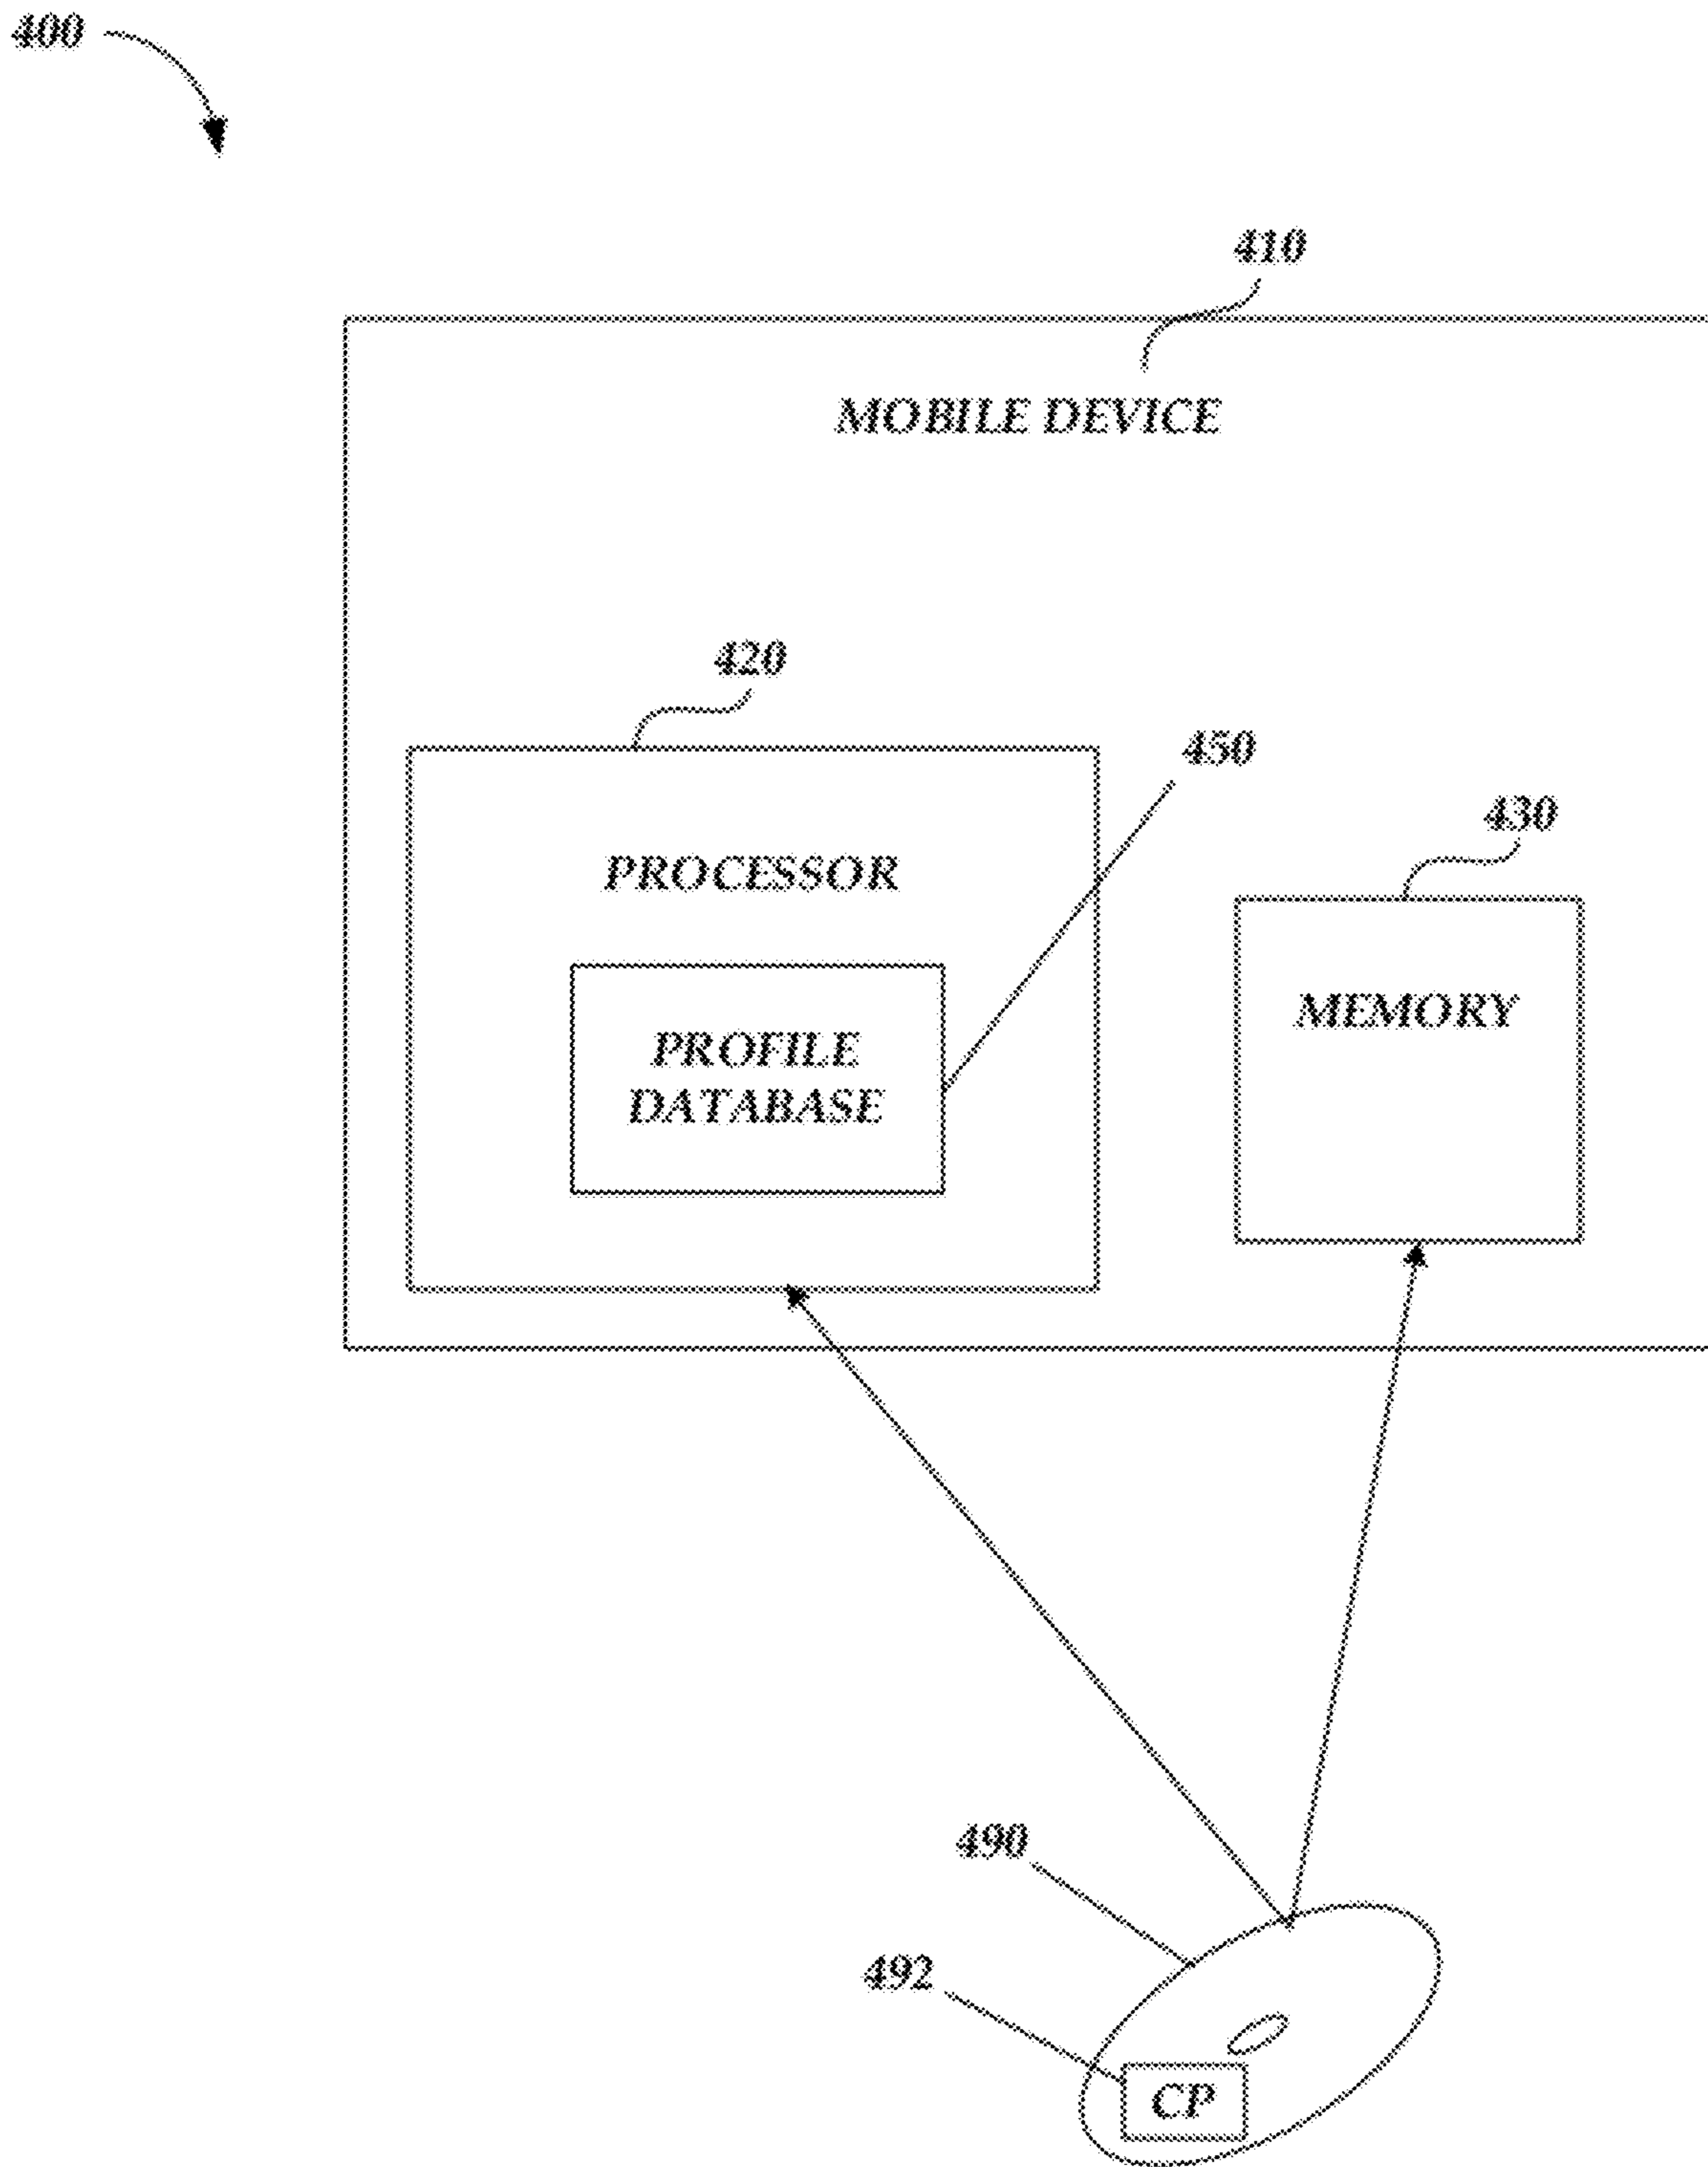 400
410
MOBILE DEVICE
420
450
430
PROCESSOR
MEMORY
PROFILE
DATABASE
490
492
CP